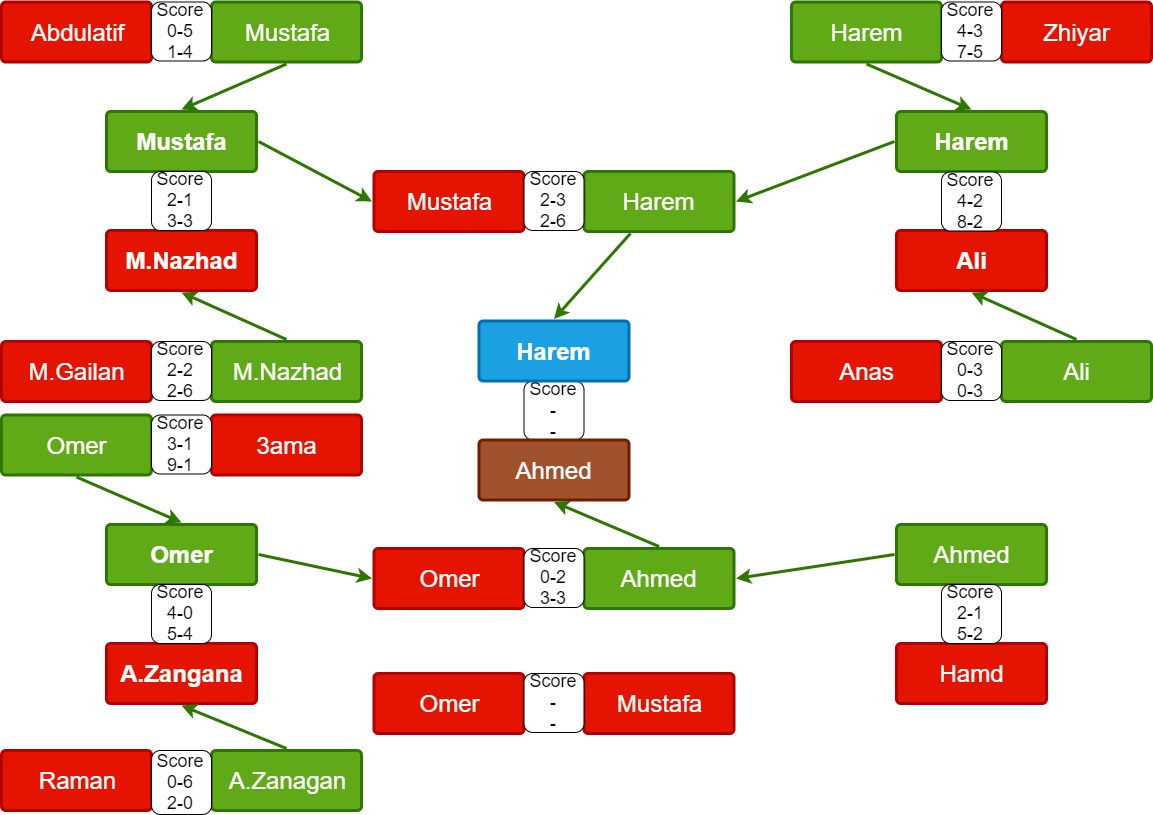 Abdulatif
Score
0-5
1-4
Mustafa
Harem
Score
4-3
7-5
Zhiyar
Mustafa
Score
2-1
3-3
M.Nazhad
Mustafa
Score
2-3
2-6
Harem
Harem
Score
4-2
8-2
Ali
M.Gailan
Score
2-2
2-6
M.Nazhad
Harem
Score
-
-
Ahmed
Anas
Score
0-3
0-3
Ali
Omer
Score
3-1
9-1
3ama
Omer
Score
4-0
5-4
A.Zangana
Omer
Score
0-2
3-3
Ahmed
Ahmed
Score
2-1
5-2
Hamd
Omer
Score
-
-
Mustafa
Raman
Score
0-6
2-0
A.Zanagan